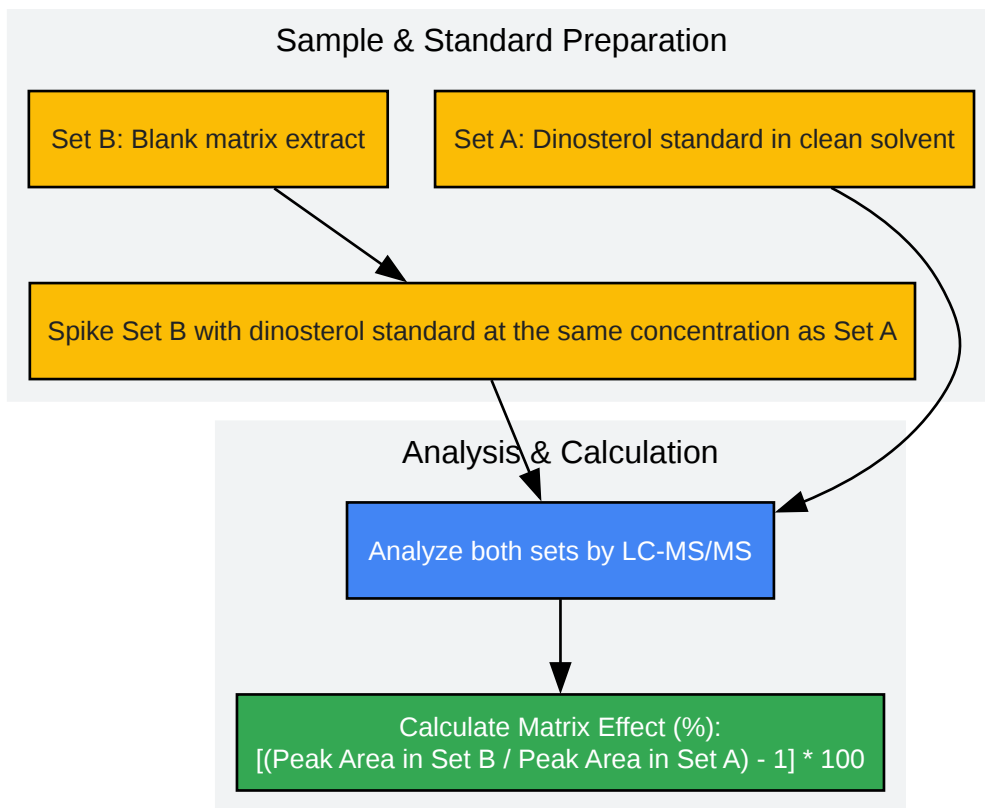 Sample & Standard Preparation
Set B: Blank matrix extract
Set A: Dinosterol standard in clean solvent
Spike Set B with dinosterol standard at the same concentration as Set A
Analysis & Calculation
Analyze both sets by LC-MS/MS
Calculate Matrix Effect (%):
[(Peak Area in Set B / Peak Area in Set A) - 1] * 100